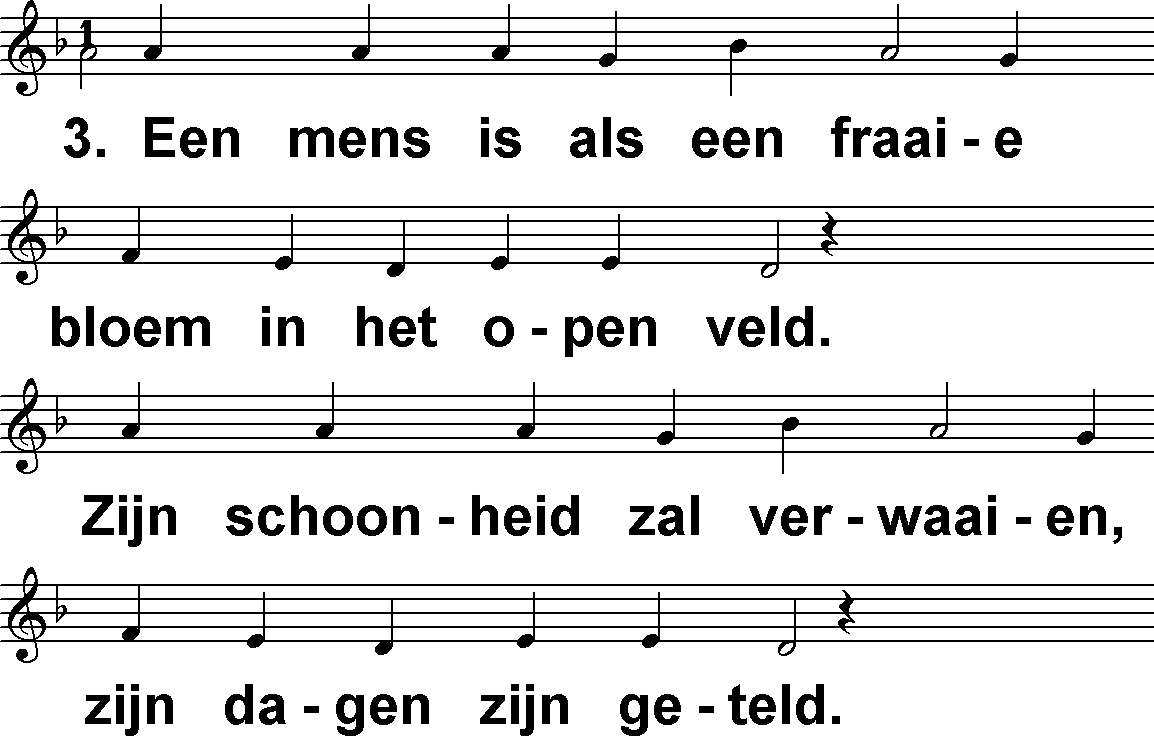 1
3. Een mens is als een fraai - e
bloem in het o - pen veld.
Zijn schoon - heid zal ver - waai - en,
zijn da - gen zijn ge - teld.